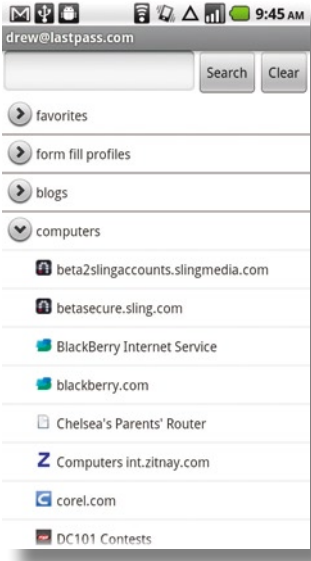 9:45 AM
drew@lastpass.com
Search Clear
favorites
form fill profiles
blogs
computers
beta2slingaccounts.slingmedia.com
betasecure.sling.com
BlackBerry Internet Service
blackberry.com
Chelsea's Parents' Router
Computers int.zitnay.com
corel.com
DC101 Contests